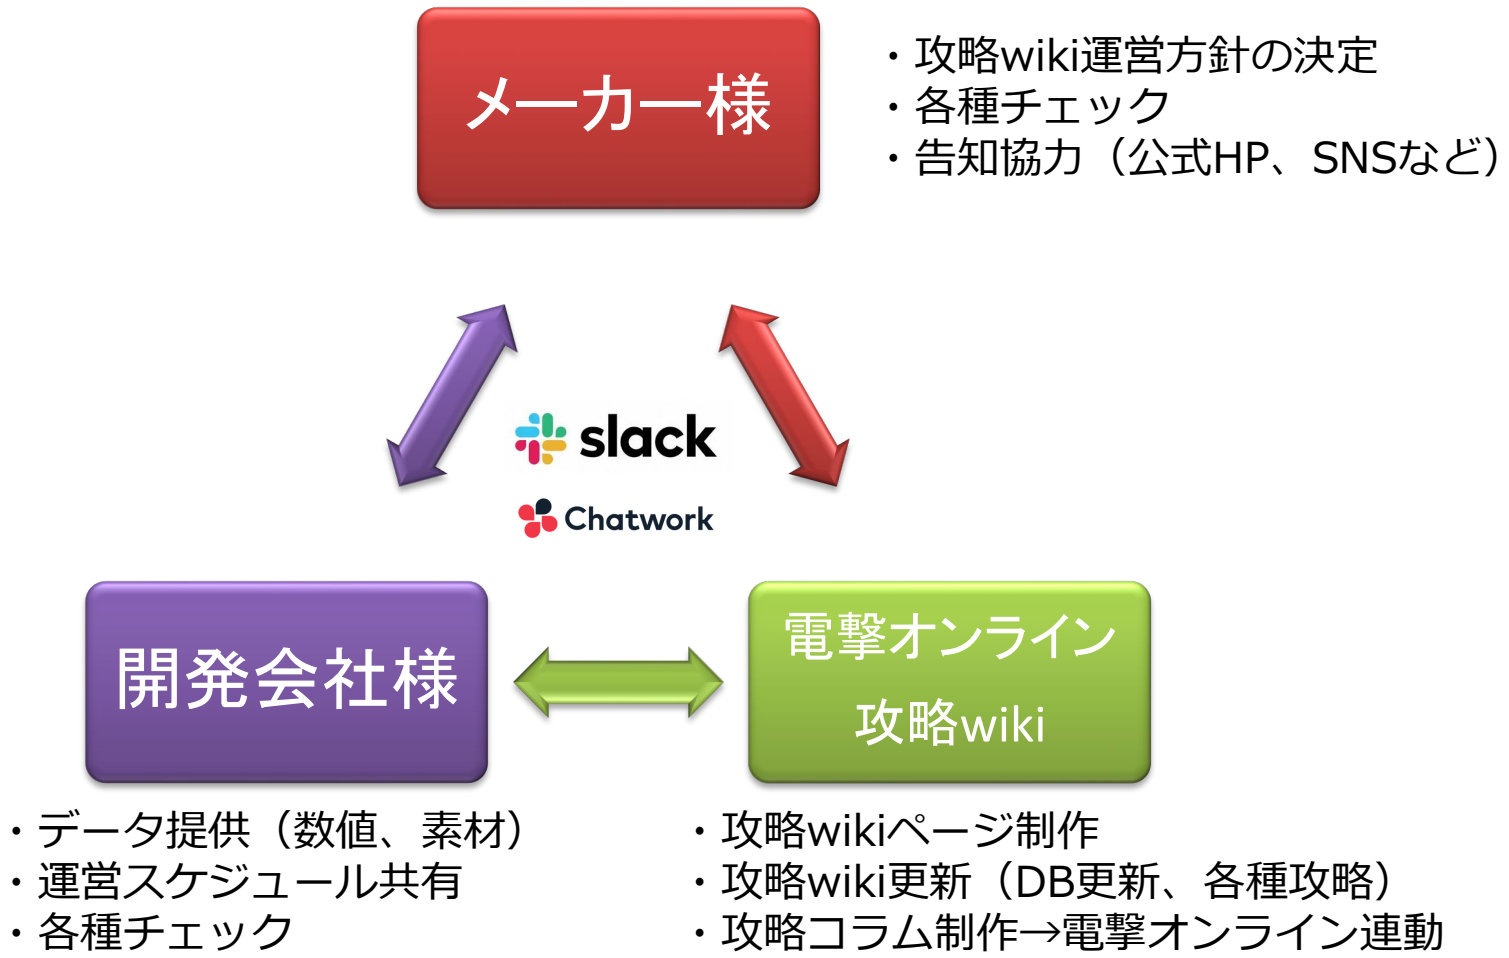 メーカー様
・攻略wiki運営方針の決定
・各種チェック
・告知協力（公式HP、SNSなど）
slack
Chatwork
開発会社様
電撃オンライン
攻略wiki
・データ提供（数値、素材）
・運営スケジュール共有
・各種チェック
・攻略wikiページ制作
・攻略wiki更新（DB更新、各種攻略）
・攻略コラム制作→電撃オンライン連動